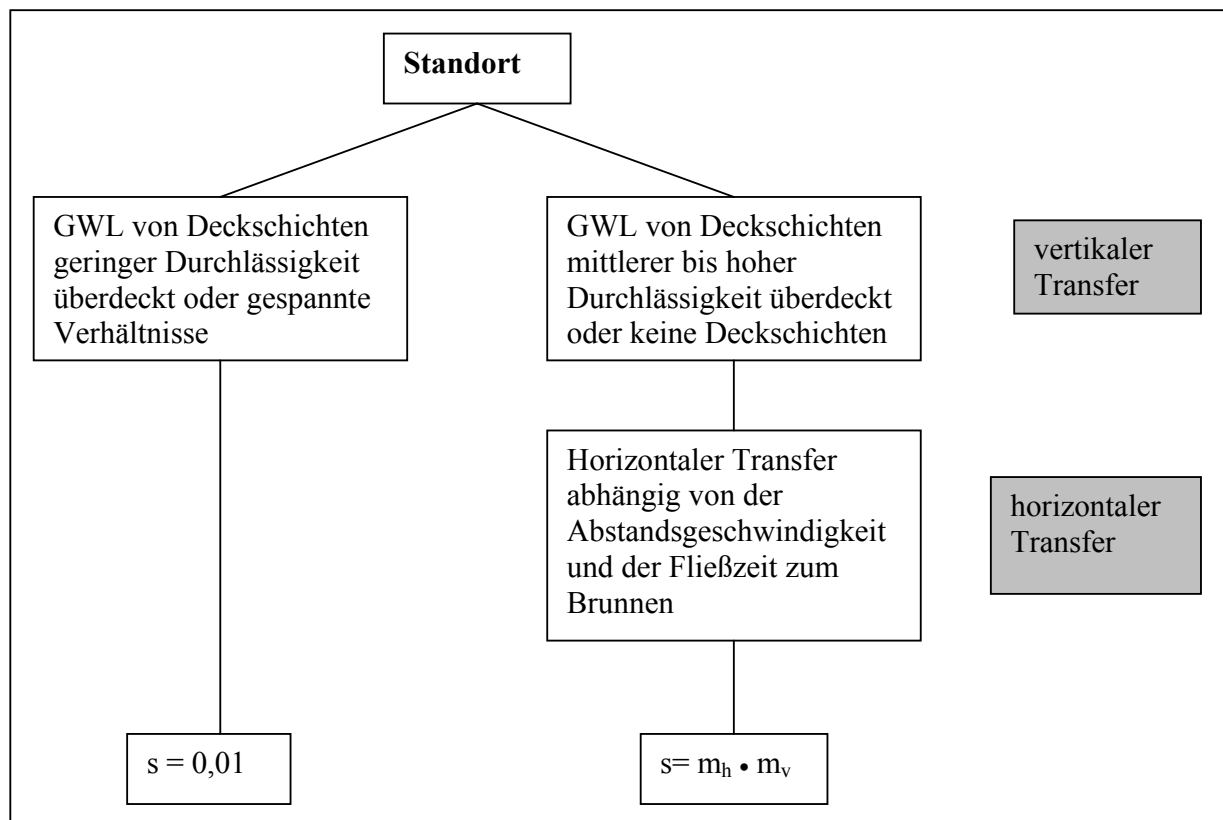 Standort
GWL von Deckschichten
geringer Durchlässigkeit
überdeckt oder gespannte
Verhältnisse
GWL von Deckschichten
mittlerer bis hoher
Durchlässigkeit überdeckt
oder keine Deckschichten
vertikaler
Transfer
Horizontaler Transfer
abhängig von der
Abstandsgeschwindigkeit
und der Fließzeit zum
Brunnen
horizontaler
Transfer
s = 0,01
s= mₕ • mᵥ